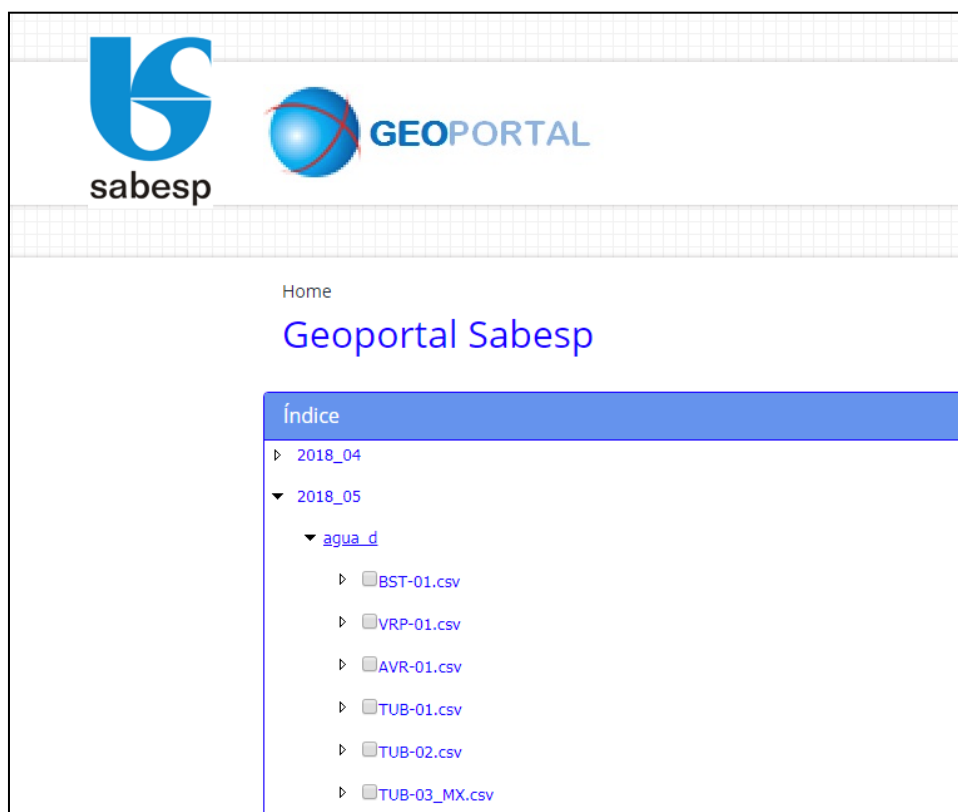 sabesp
GEOPORTAL
Home
Geoportal Sabesp
Índice
2018_04
2018_05
agua_d
BST-01.csv
VRP-01.csv
AVR-01.csv
TUB-01.csv
TUB-02.csv
TUB-03_MX.csv